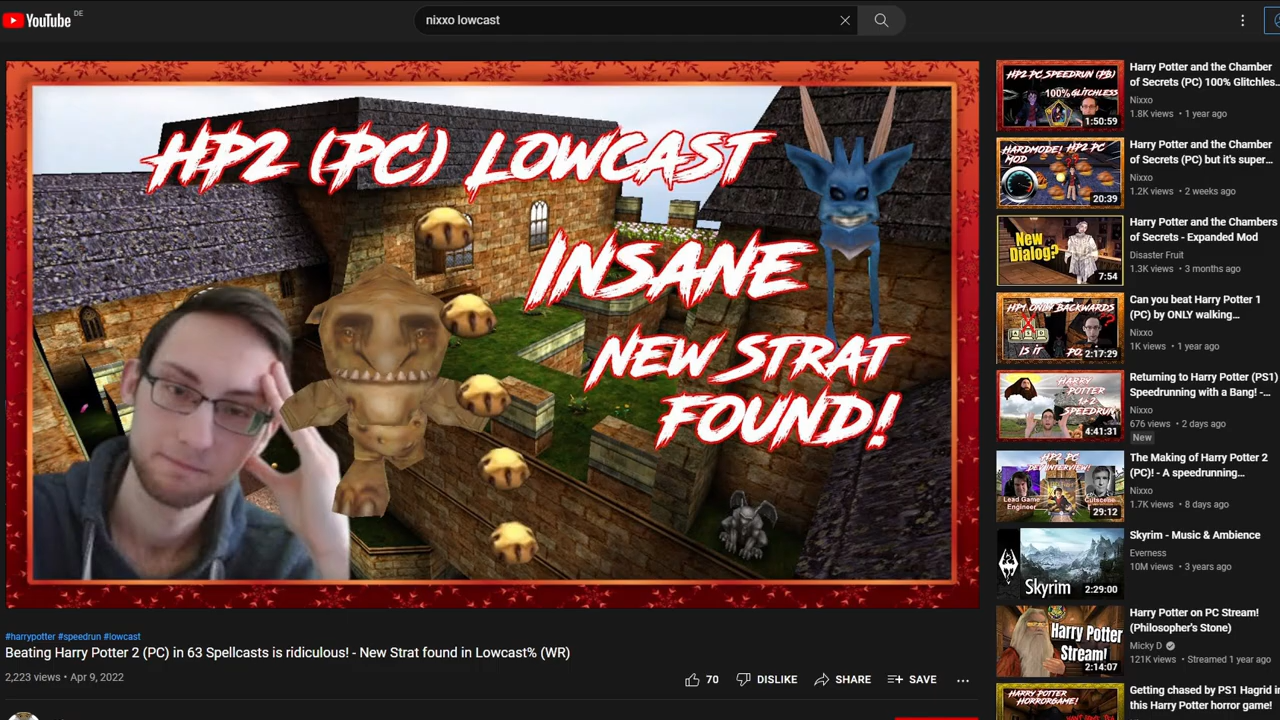 YouTube DE
nixxo lowcast
HP2 (PC) LOWCAST
INSANE
NEW STRAT
FOUND!
#harrypotter #speedrun #lowcast
Beating Harry Potter 2 (PC) in 63 Spellcasts is ridiculous! - New Strat found in Lowcast% (WR)
2,223 views • Apr 9, 2022
70 DISLIKE SHARE SAVE
HP2 PC SPEEDRUN (PB)
100% GLITCHLESS
1:50:59
Harry Potter and the Chamber
of Secrets (PC) 100% Glitchles...
Nixxo
1.8K views • 1 year ago
HARDMODE! HP2 PC
MOD
20:39
Harry Potter and the Chamber
of Secrets (PC) but it's super...
Nixxo
1.2K views • 2 weeks ago
New
Dialog?
7:54
Harry Potter and the Chambers
of Secrets - Expanded Mod
Disaster Fruit
1.3K views • 3 months ago
HP1 ONLY BACKWARDS
IS IT
2:17:29
Can you beat Harry Potter 1
(PC) by ONLY walking...
Nixxo
1K views • 1 year ago
HARRY
POTTER
1+2
SPEEDRUN
4:41:31
Returning to Harry Potter (PS1)
Speedrunning with a Bang! -...
Nixxo
676 views • 2 days ago
New
HP2 PC
DEV INTERVIEW!
Lead Game
Engineer
Cutscene
29:12
The Making of Harry Potter 2
(PC)! - A speedrunning...
Nixxo
1.7K views • 8 days ago
Skyrim
2:29:00
Skyrim - Music & Ambience
Everness
10M views • 3 years ago
Harry Potter
Stream!
2:14:07
Harry Potter on PC Stream!
(Philosopher's Stone)
Micky D
121K views • Streamed 1 year ago
HARRY POTTER
HORRORGAME!
Getting chased by PS1 Hagrid in
this Harry Potter horror game!